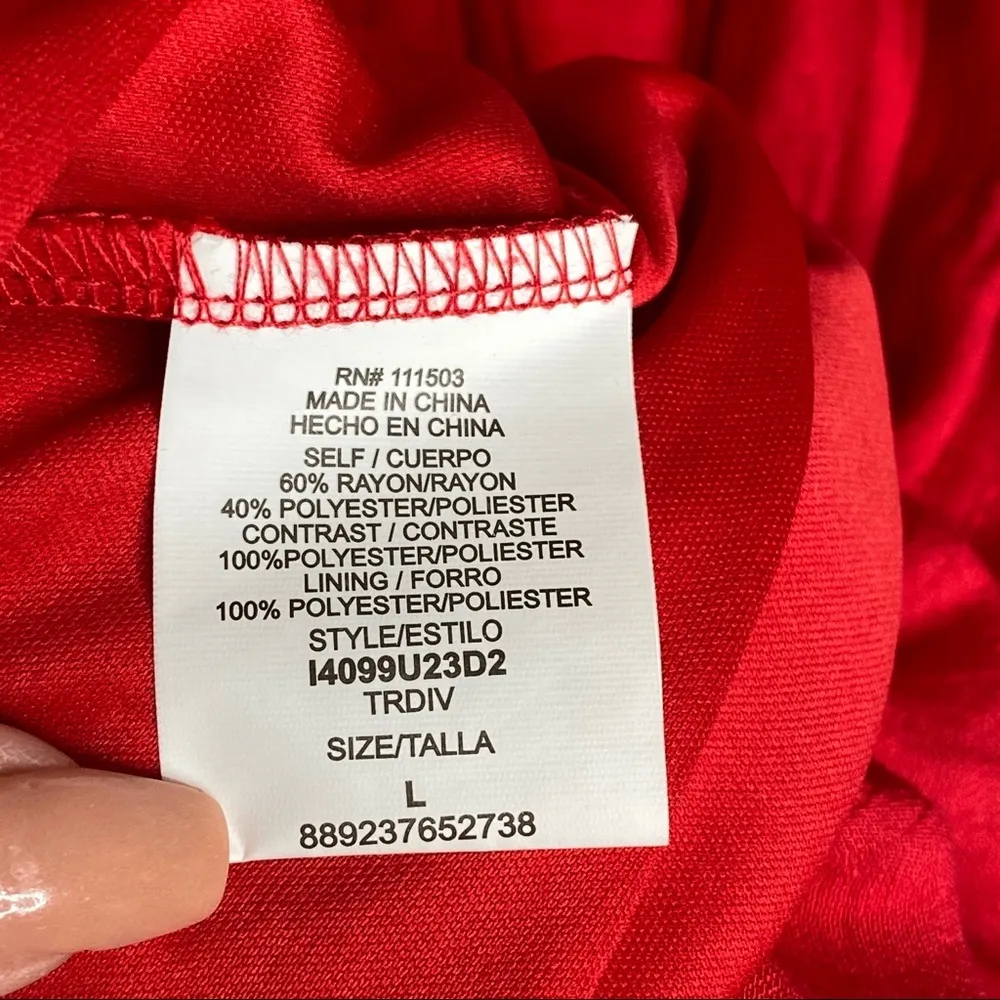 RN# 111503
MADE IN CHINA
HECHO EN CHINA
SELF / CUERPO
60% RAYON/RAYON
40% POLYESTER/POLIESTER
CONTRAST / CONTRASTE
100%POLYESTER/POLIESTER
LINING / FORRO
100% POLYESTER/POLIESTER
STYLE/ESTILO
I4099U23D2
TRDIV
SIZE/TALLA
L
889237652738